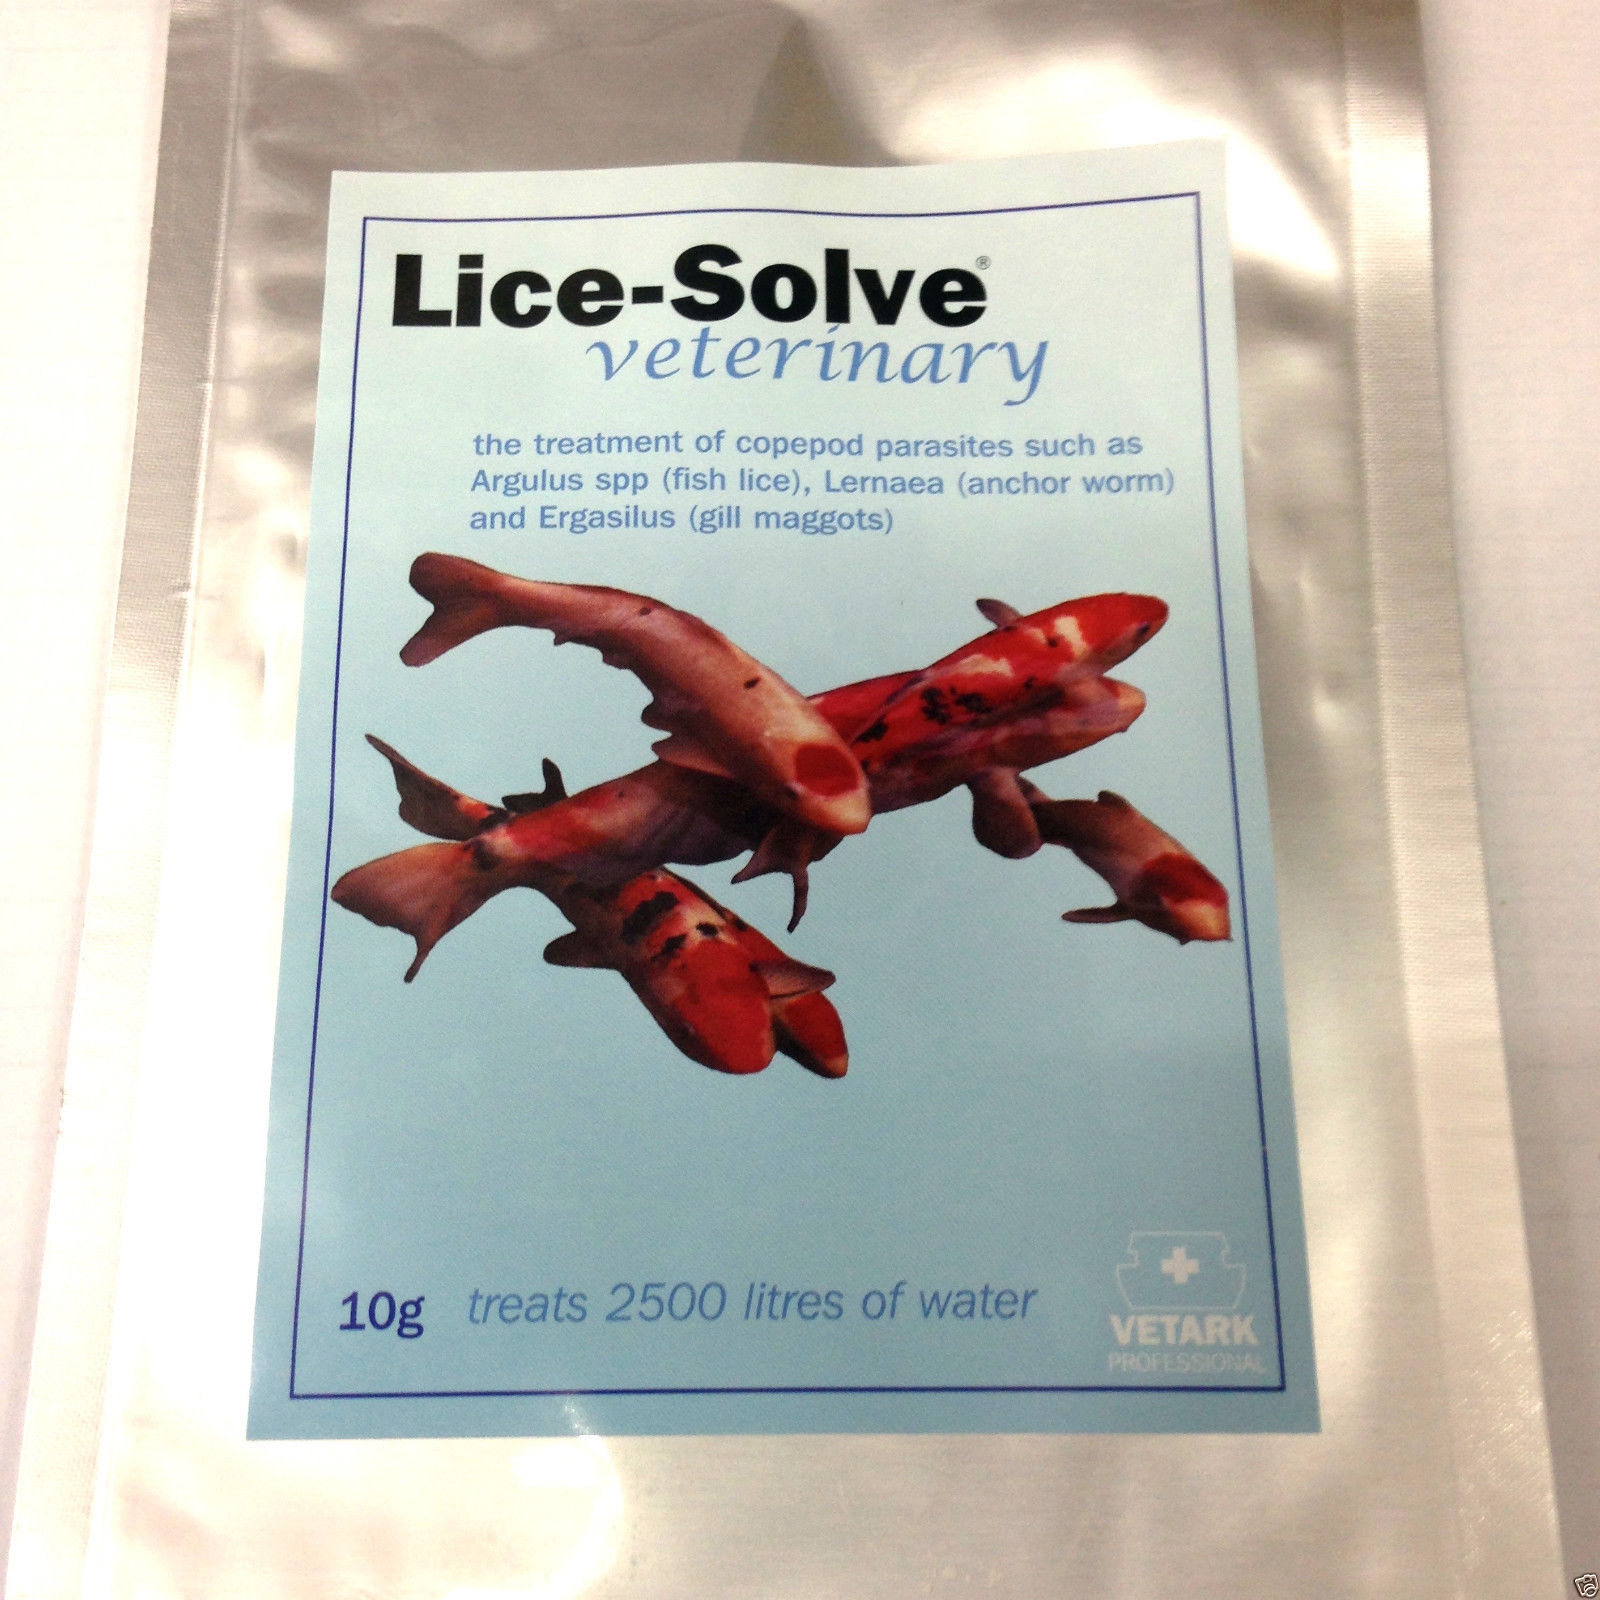 Lice-Solve®
veterinary
the treatment of copepod parasites such as
Argulus spp (fish lice), Lernaea (anchor worm)
and Ergasilus (gill maggots)
10g treats 2500 litres of water
VETARK
PROFESSIONAL